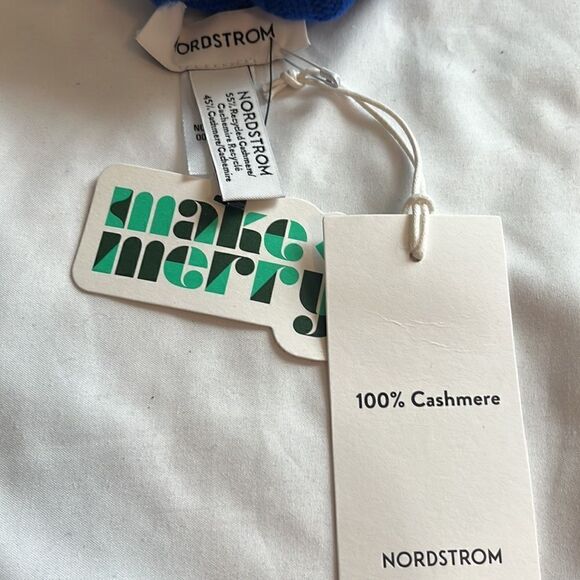 NORDSTROM
NORDSTROM
55% Recycled Cashmere/
Cachemire Recyclé
45% Cashmere/Cachemire
make
merry
100% Cashmere
NORDSTROM